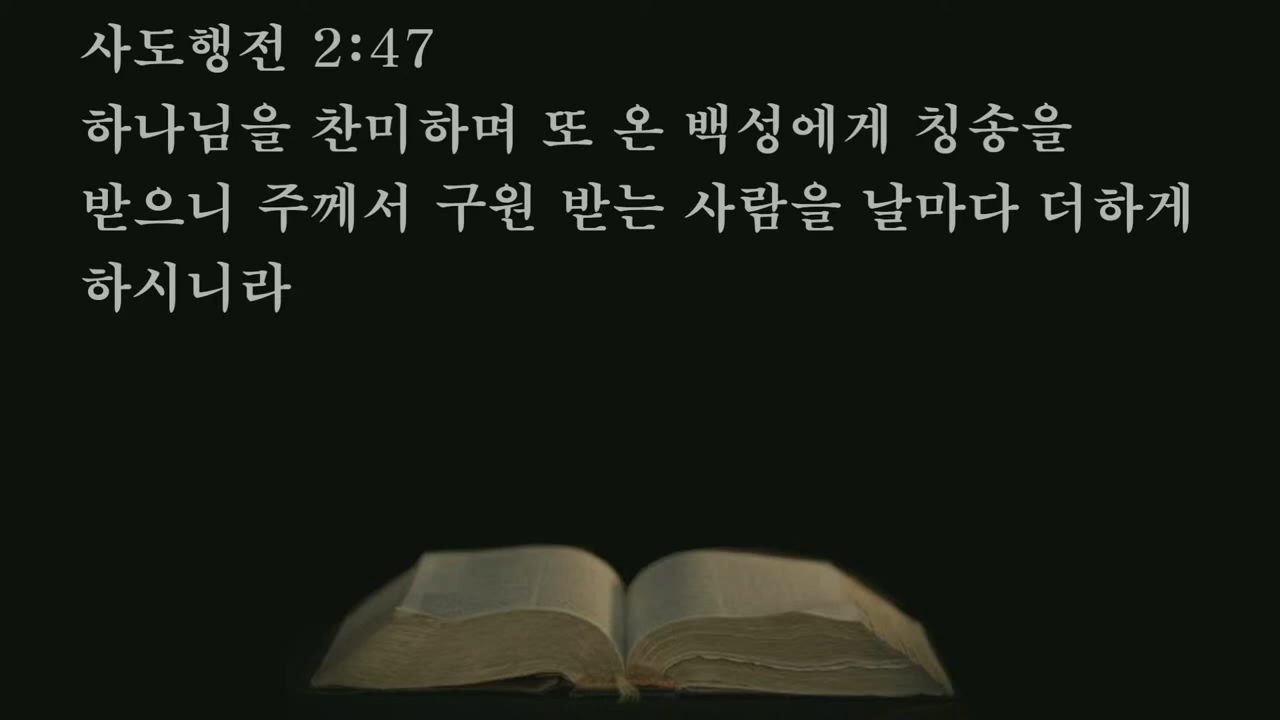 사도행전 2:47
하나님을 찬미하며 또 온 백성에게 칭송을
받으니 주께서 구원 받는 사람을 날마다 더하게
하시니라